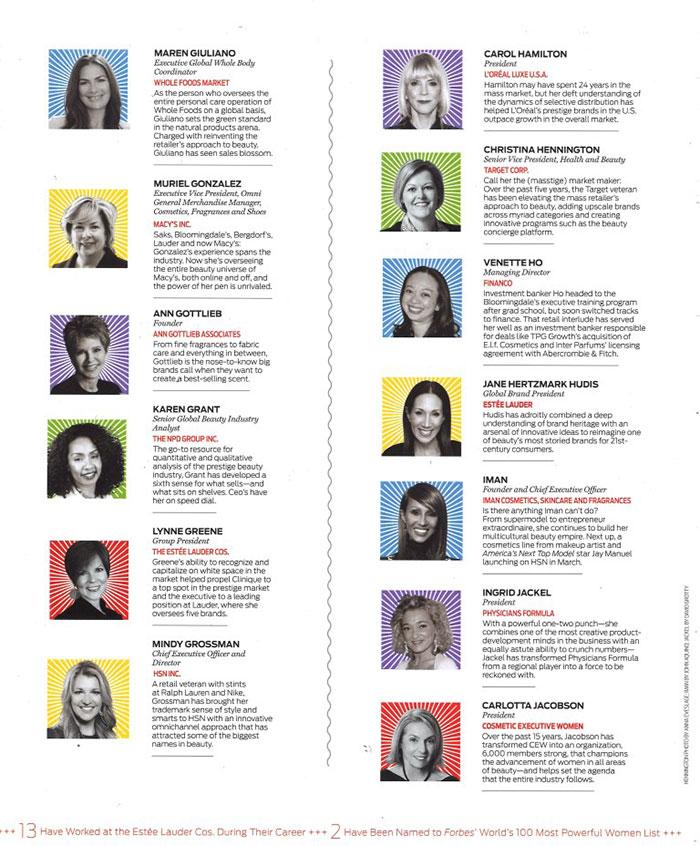 MAREN GIULIANO
Executive Global Whole Body
Coordinator
WHOLE FOODS MARKET
As the person who oversees the
entire personal care operation of
Whole Foods on a global basis,
Giuliano sets the green standard
in the natural products arena.
Charged with reinventing the
retailer's approach to beauty,
Giuliano has seen sales blossom.
MURIEL GONZALEZ
Executive Vice President, Omni
General Merchandise Manager,
Cosmetics, Fragrances and Shoes
MACY'S INC.
Saks, Bloomingdale's, Bergdorf's,
Lauder and now Macy's:
Gonzalez's experience spans the
industry. Now she's overseeing
the entire beauty universe of
Macy's, both online and off, and
the power of her pen is unrivaled.
ANN GOTTLIEB
Founder
ANN GOTTLIEB ASSOCIATES
From fine fragrances to fabric
care and everything in between,
Gottlieb is the nose-to-know big
brands call when they want to
create a best-selling scent.
KAREN GRANT
Senior Global Beauty Industry
Analyst
THE NPD GROUP INC.
The go-to resource for
quantitative and qualitative
analysis of the prestige beauty
industry, Grant has developed a
sixth sense for what sells—and
what sits on shelves. Ceo's have
her on speed dial.
LYNNE GREENE
Group President
THE ESTÉE LAUDER COS.
Greene's ability to recognize and
capitalize on white space in the
market helped propel Clinique to
a top spot in the prestige market
and the executive to a leading
position at Lauder, where she
oversees five brands.
MINDY GROSSMAN
Chief Executive Officer and
Director
HSN INC.
A retail veteran with stints
at Ralph Lauren and Nike,
Grossman has brought her
trademark sense of style and
smarts to HSN with an innovative
omnichannel approach that has
attracted some of the biggest
names in beauty.
CAROL HAMILTON
President
L'ORÉAL LUXE U.S.A.
Hamilton may have spent 24 years in the
mass market, but her deft understanding of
the dynamics of selective distribution has
helped L'Oréal's prestige brands in the U.S.
outpace growth in the overall market.
CHRISTINA HENNINGTON
Senior Vice President, Health and Beauty
TARGET CORP.
Call her the (masstige) market maker:
Over the past five years, the Target veteran
has been elevating the mass retailer's
approach to beauty, adding upscale brands
across myriad categories and creating
innovative programs such as the beauty
concierge platform.
VENETTE HO
Managing Director
FINANCO
Investment banker Ho headed to the
Bloomingdale's executive training program
after grad school, but soon switched tracks
to finance. That retail interlude has served
her well as an investment banker responsible
for deals like TPG Growth's acquisition of
E.l.f. Cosmetics and Inter Parfums' licensing
agreement with Abercrombie & Fitch.
JANE HERTZMARK HUDIS
Global Brand President
ESTÉE LAUDER
Hudis has adroitly combined a deep
understanding of brand heritage with an
arsenal of innovative ideas to reimagine one
of beauty's most storied brands for 21st-
century consumers.
IMAN
Founder and Chief Executive Officer
IMAN COSMETICS, SKINCARE AND FRAGRANCES
Is there anything Iman can't do?
From supermodel to entrepreneur
extraordinaire, she continues to build her
multicultural beauty empire. Next up, a
cosmetics line from makeup artist and
America's Next Top Model star Jay Manuel
launching on HSN in March.
INGRID JACKEL
President
PHYSICIANS FORMULA
With a powerful one-two punch—she
combines one of the most creative product-
development minds in the business with an
equally astute ability to crunch numbers—
Jackel has transformed Physicians Formula
from a regional player into a force to be
reckoned with.
CARLOTTA JACOBSON
President
COSMETIC EXECUTIVE WOMEN
Over the past 15 years, Jacobson has
transformed CEW into an organization,
6,000 members strong, that champions
the advancement of women in all areas
of beauty—and helps set the agenda
that the entire industry follows.
+++ 13 Have Worked at the Estée Lauder Cos. During Their Career +++ 2 Have Been Named to Forbes' World's 100 Most Powerful Women List +++